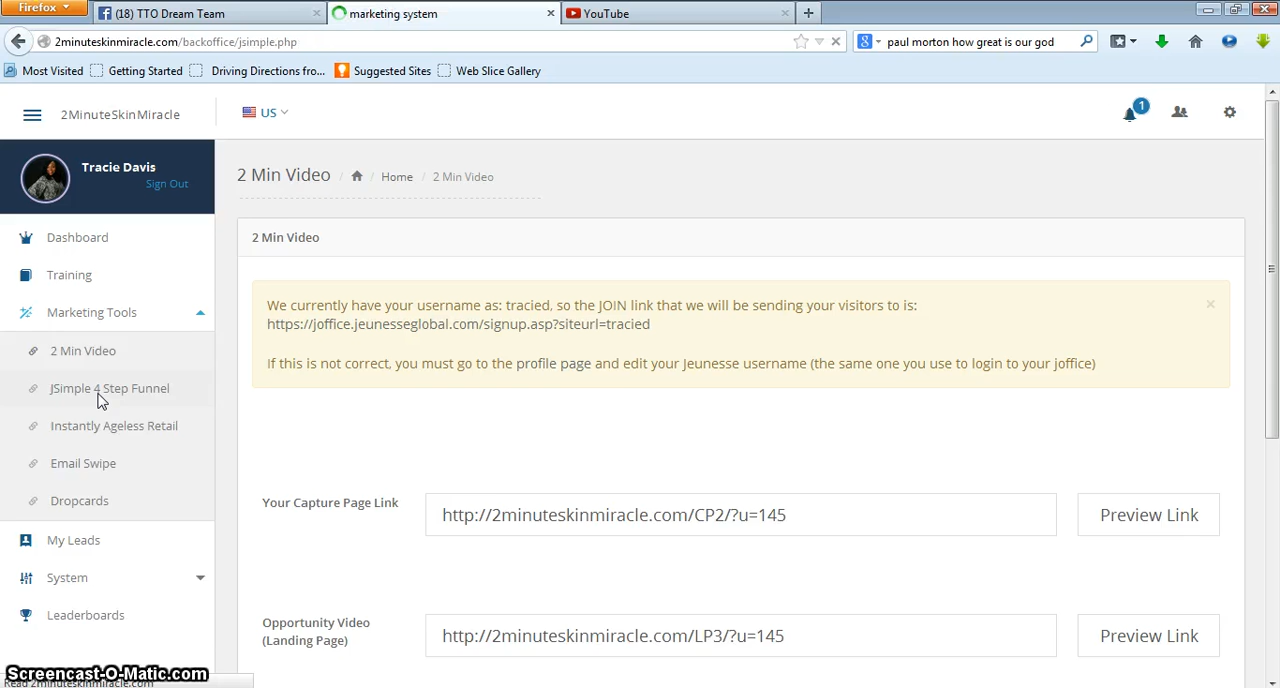 Firefox
(18) TTO Dream Team
marketing system
YouTube
2minuteskinmiracle.com/backoffice/jsimple.php
paul morton how great is our god
Most Visited
Getting Started
Driving Directions fro...
Suggested Sites
Web Slice Gallery
2MinuteSkinMiracle
US
1
Tracie Davis
Sign Out
2 Min Video / Home / 2 Min Video
Dashboard
Training
Marketing Tools
2 Min Video
JSimple 4 Step Funnel
Instantly Ageless Retail
Email Swipe
Dropcards
My Leads
System
Leaderboards
2 Min Video
We currently have your username as: tracied, so the JOIN link that we will be sending your visitors to is:
https://joffice.jeunesseglobal.com/signup.asp?siteurl=tracied
If this is not correct, you must go to the profile page and edit your Jeunesse username (the same one you use to login to your joffice)
Your Capture Page Link
http://2minuteskinmiracle.com/CP2/?u=145
Preview Link
Opportunity Video
(Landing Page)
http://2minuteskinmiracle.com/LP3/?u=145
Preview Link
Screencast-O-Matic.com
Read 2minuteskinmiracle.com